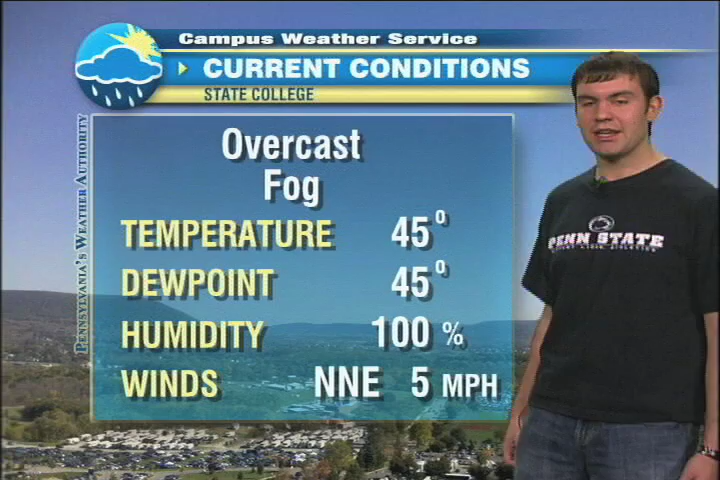 Campus Weather Service
CURRENT CONDITIONS
STATE COLLEGE
PENNSYLVANIA'S WEATHER AUTHORITY
Overcast
Fog
TEMPERATURE 45°
DEWPOINT 45°
HUMIDITY 100 %
WINDS NNE 5 MPH
PENN STATE